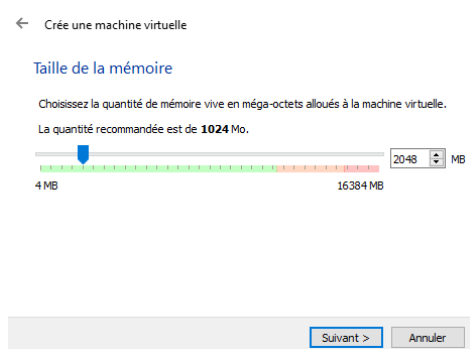 Crée une machine virtuelle
Taille de la mémoire
Choisissez la quantité de mémoire vive en méga-octets alloués à la machine virtuelle.
La quantité recommandée est de 1024 Mo.
2048 MB
4 MB 16384 MB
Suivant > Annuler